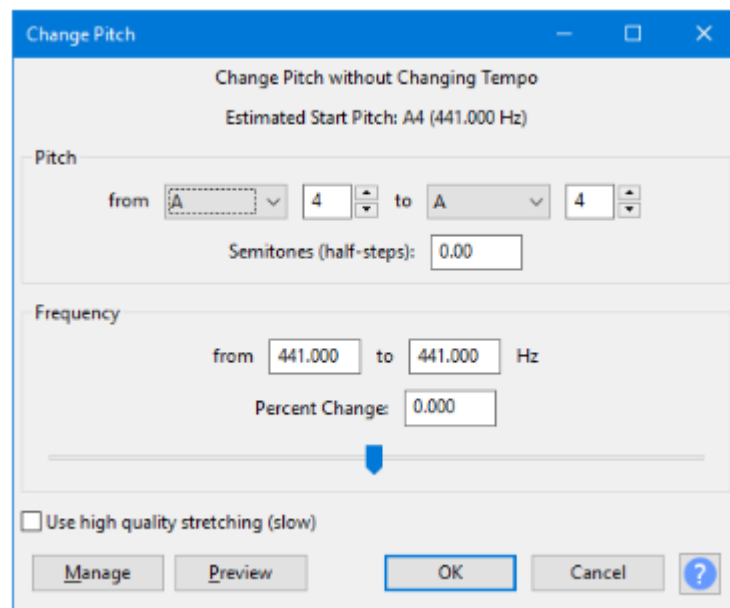 Change Pitch
Change Pitch without Changing Tempo
Estimated Start Pitch: A4 (441.000 Hz)
Pitch
from A 4 to A 4
Semitones (half-steps): 0.00
Frequency
from 441.000 to 441.000 Hz
Percent Change: 0.000
Use high quality stretching (slow)
Manage Preview OK Cancel ?